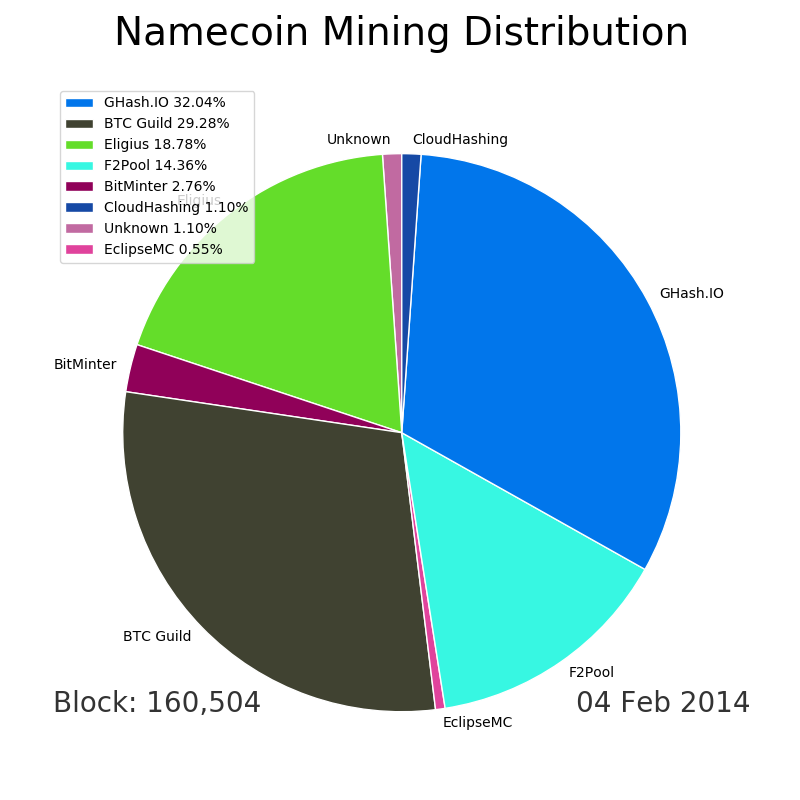 Namecoin Mining Distribution
GHash.IO 32.04%
BTC Guild 29.28%
Eligius 18.78%
F2Pool 14.36%
BitMinter 2.76%
CloudHashing 1.10%
Unknown 1.10%
EclipseMC 0.55%
Unknown
CloudHashing
Eligius
GHash.IO
BitMinter
BTC Guild
F2Pool
EclipseMC
Block: 160,504
04 Feb 2014